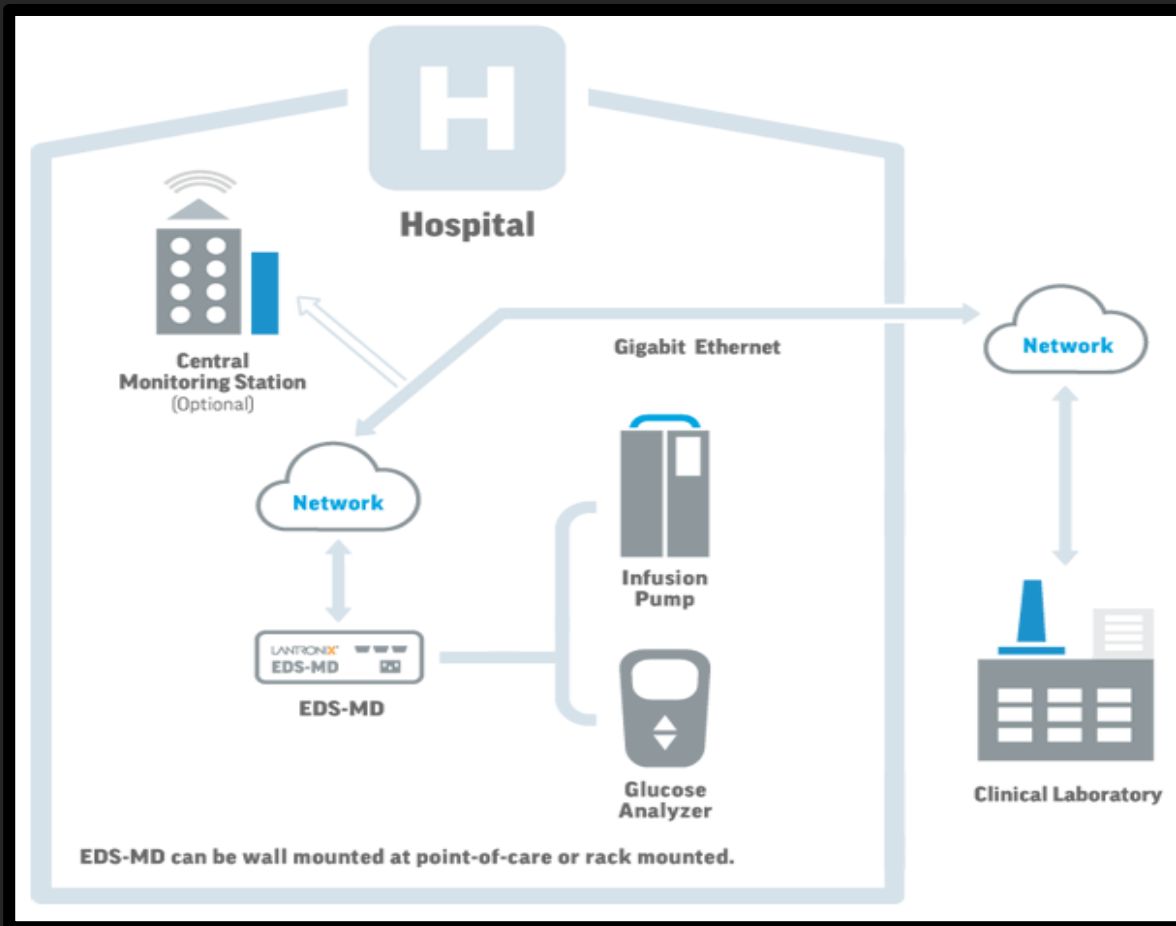 H
Hospital
Central
Monitoring Station
(Optional)
Gigabit Ethernet
Network
Network
Infusion
Pump
LANTRONIX
EDS-MD
EDS-MD
Glucose
Analyzer
Clinical Laboratory
EDS-MD can be wall mounted at point-of-care or rack mounted.